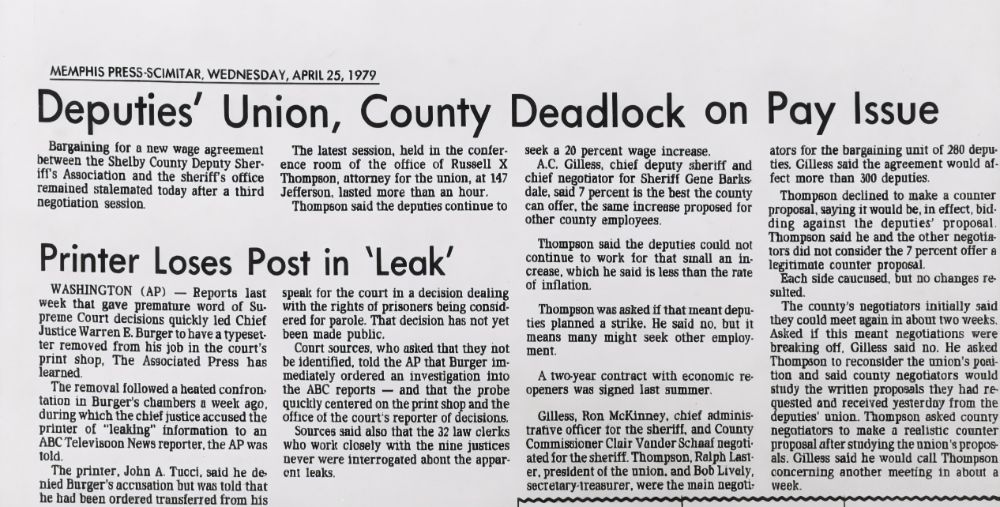 MEMPHIS PRESS-SCIMITAR, WEDNESDAY, APRIL 25, 1979
Deputies' Union, County Deadlock on Pay Issue
Bargaining for a new wage agreement
between the Shelby County Deputy Sher-
iff's Association and the sheriff's office
remained stalemated today after a third
negotiation session.
The latest session, held in the confer-
ence room of the office of Russell X
Thompson, attorney for the union, at 147
Jefferson, lasted more than an hour.
Thompson said the deputies continue to
seek a 20 percent wage increase.
A.C. Gilless, chief deputy sheriff and
chief negotiator for Sheriff Gene Barks-
dale, said 7 percent is the best the county
can offer, the same increase proposed for
other county employees.
Thompson said the deputies could not
continue to work for that small an in-
crease, which he said is less than the rate
of inflation.
Thompson was asked if that meant depu-
ties planned a strike. He said no, but it
means many might seek other employ-
ment.
A two-year contract with economic re-
openers was signed last summer.
Gilless, Ron McKinney, chief adminis-
trative officer for the sheriff, and County
Commissioner Clair Vander Schaaf negoti-
ated for the sheriff. Thompson, Ralph Last-
er, president of the union, and Bob Lively,
secretary-treasurer, were the main negoti-
ators for the bargaining unit of 280 depu-
ties. Gilless said the agreement would af-
fect more than 300 deputies.
Thompson declined to make a counter
proposal, saying it would be, in effect, bid-
ding against the deputies' proposal.
Thompson said he and the other negotia-
tors did not consider the 7 percent offer a
legitimate counter proposal.
Each side caucused, but no changes re-
sulted.
The county's negotiators initially said
they could meet again in about two weeks.
Asked if this meant negotiations were
breaking off, Gilless said no. He asked
Thompson to reconsider the union's posi-
tion and said county negotiators would
study the written proposals they had re-
quested and received yesterday from the
deputies' union. Thompson asked county
negotiators to make a realistic counter
proposal after studying the union's propos-
als. Gilless said he would call Thompson
concerning another meeting in about a
week.
Printer Loses Post in 'Leak'
WASHINGTON (AP) — Reports last
week that gave premature word of Su-
preme Court decisions quickly led Chief
Justice Warren E. Burger to have a typeset-
ter removed from his job in the court's
print shop, The Associated Press has
learned.
The removal followed a heated confron-
tation in Burger's chambers a week ago,
during which the chief justice accused the
printer of "leaking" information to an
ABC Televisoon News reporter, the AP was
told.
The printer, John A. Tucci, said he de-
nied Burger's accusation but was told that
he had been ordered transferred from his
speak for the court in a decision dealing
with the rights of prisoners being consid-
ered for parole. That decision has not yet
been made public.
Court sources, who asked that they not
be identified, told the AP that Burger im-
mediately ordered an investigation into
the ABC reports — and that the probe
quickly centered on the print shop and the
office of the court's reporter of decisions.
Sources said also that the 32 law clerks
who work closely with the nine justices
never were interrogated about the appar-
ent leaks.